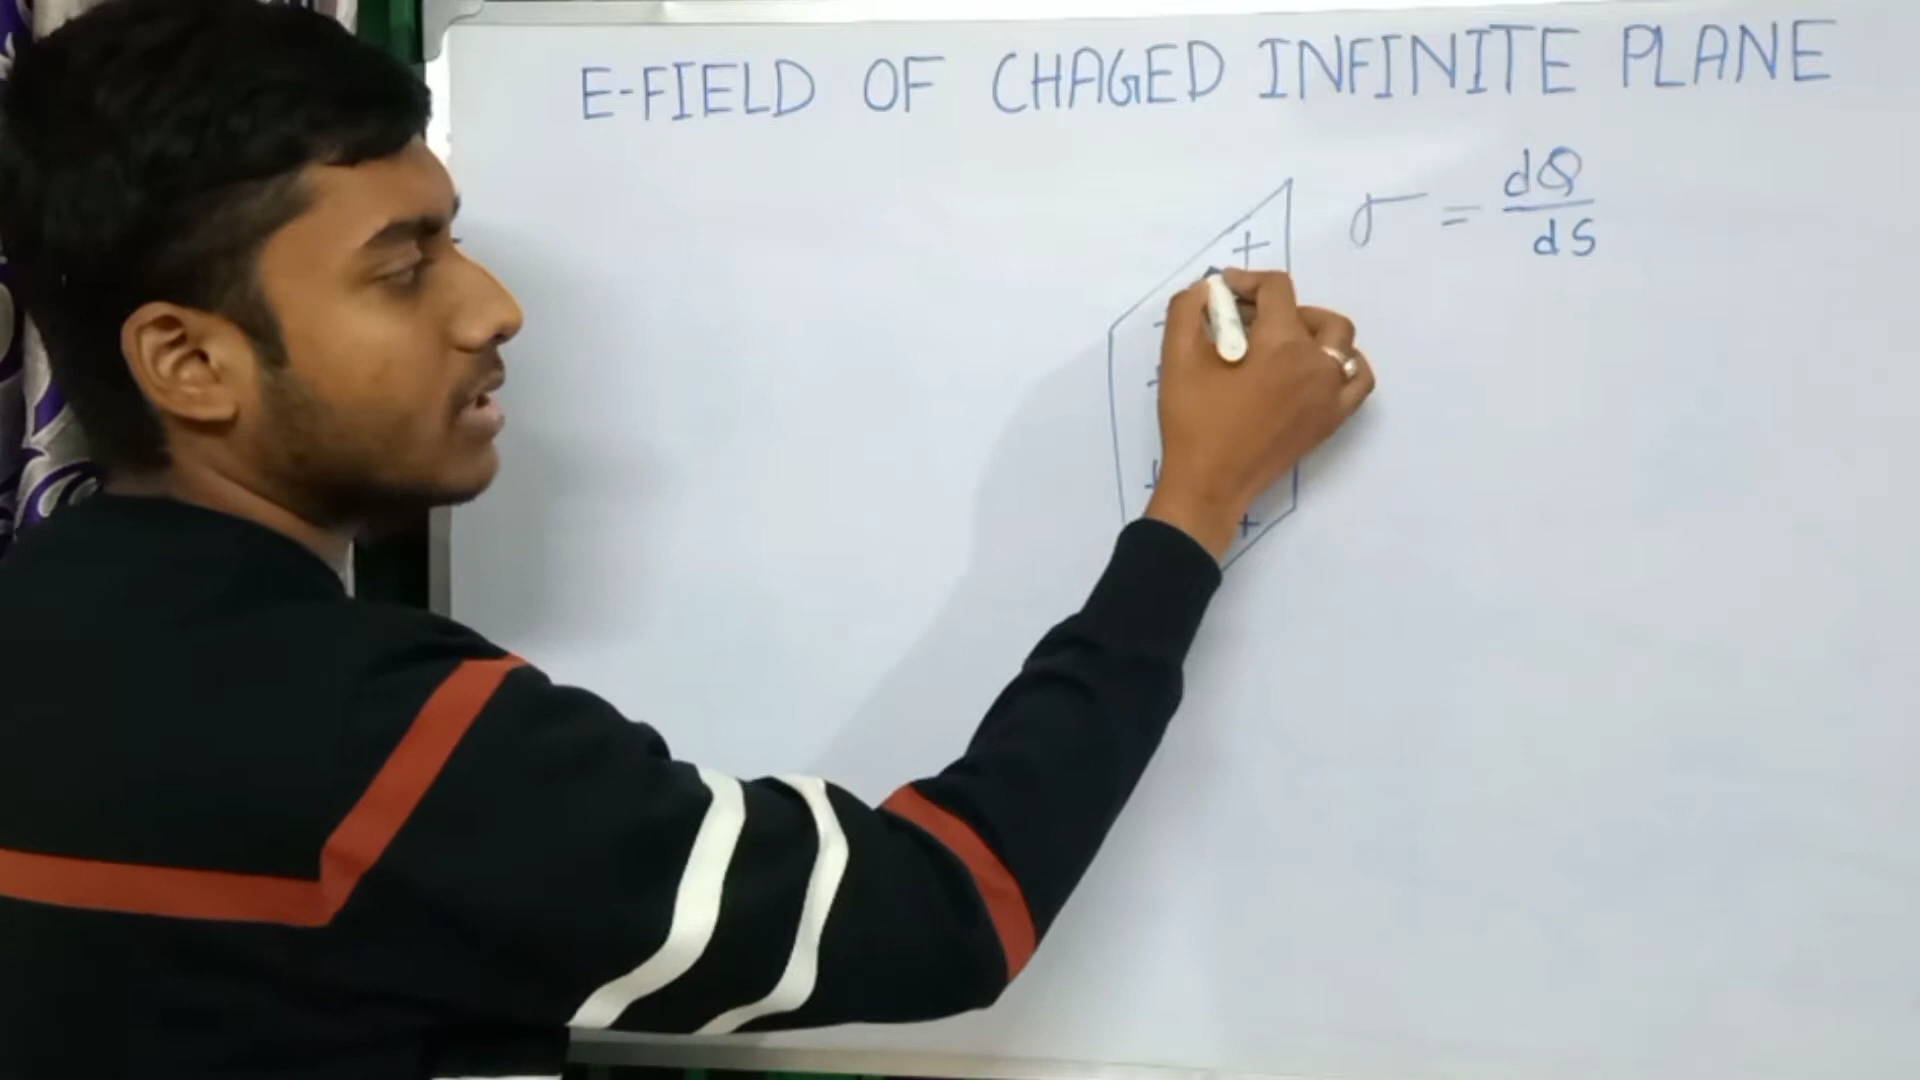 E-FIELD OF CHAGED INFINITE PLANE
σ = dQ/dS
+
+
+